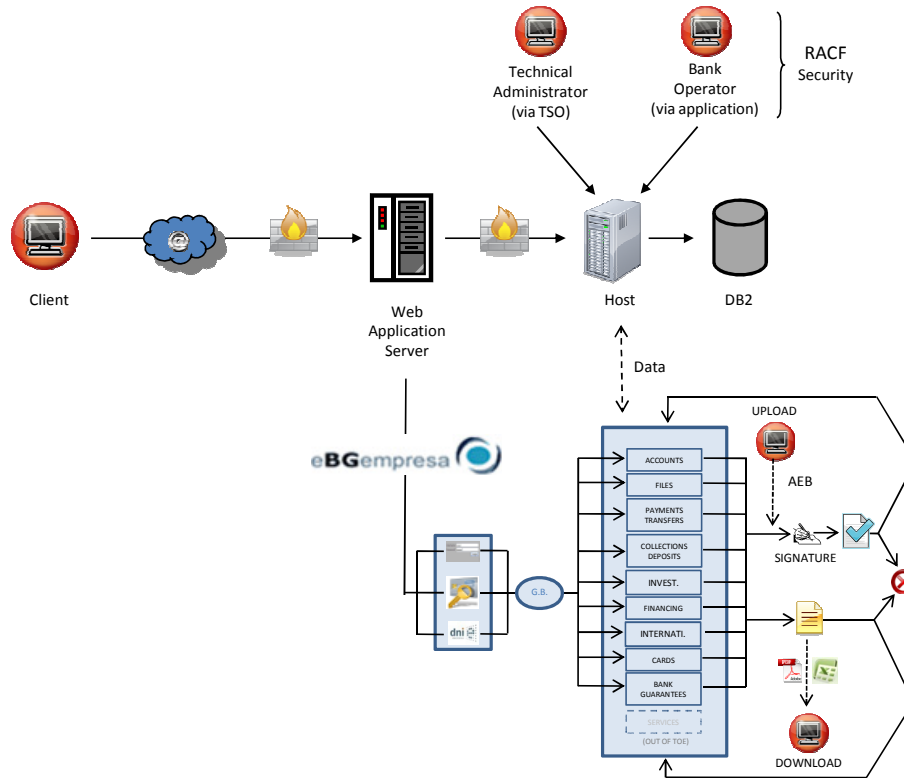 Technical
Administrator
(via TSO)
Bank
Operator
(via application)
RACF
Security
@
Client
Web
Application
Server
Host
DB2
Data
eBGempresa
UPLOAD
AEB
SIGNATURE
ACCOUNTS
FILES
PAYMENTS
TRANSFERS
COLLECTIONS
DEPOSITS
INVEST.
FINANCING
INTERNATI.
CARDS
BANK
GUARANTEES
SERVICES
(OUT OF TOE)
G.B.
dni
PDF
Adobe
DOWNLOAD